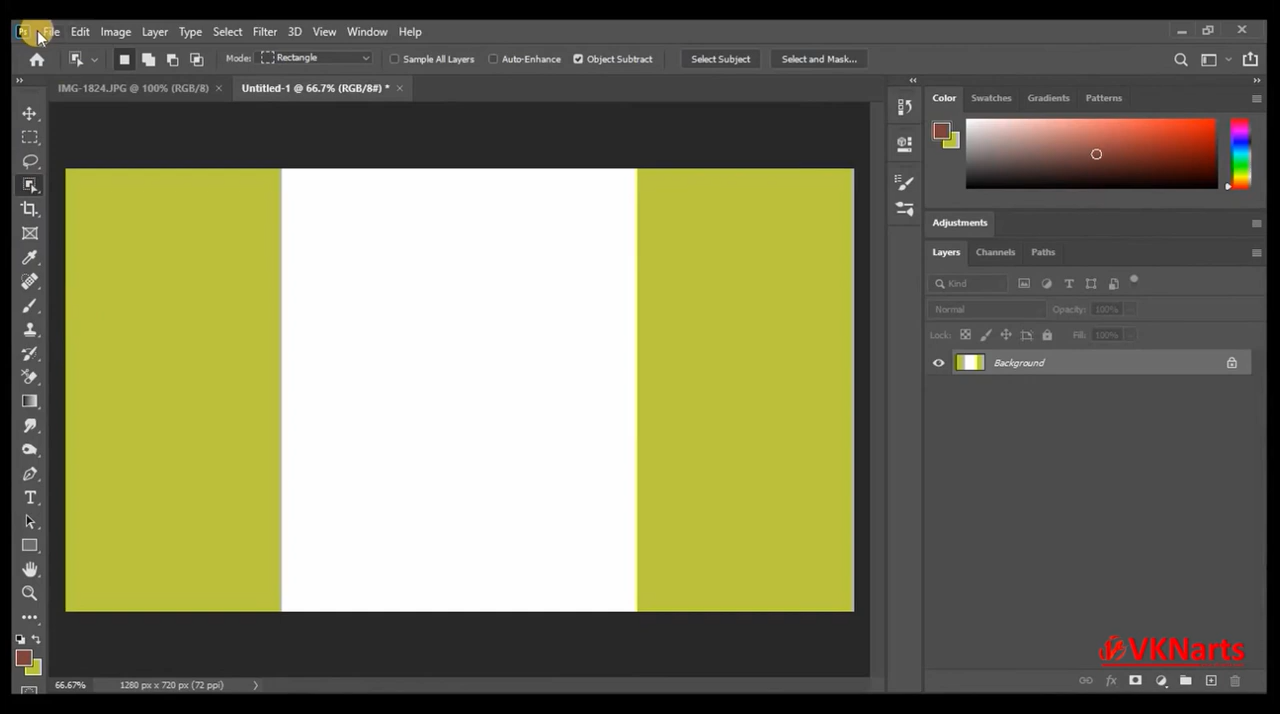 Ps File Edit Image Layer Type Select Filter 3D View Window Help
Mode: Rectangle Sample All Layers Auto-Enhance Object Subtract Select Subject Select and Mask...
IMG-1824.JPG @ 100% (RGB/8) × Untitled-1 @ 66.7% (RGB/8#) * ×
Color Swatches Gradients Patterns
Adjustments
Layers Channels Paths
Kind
Normal Opacity: 100%
Lock: Fill: 100%
Background
VKNarts
66.67% 1280 px x 720 px (72 ppi)